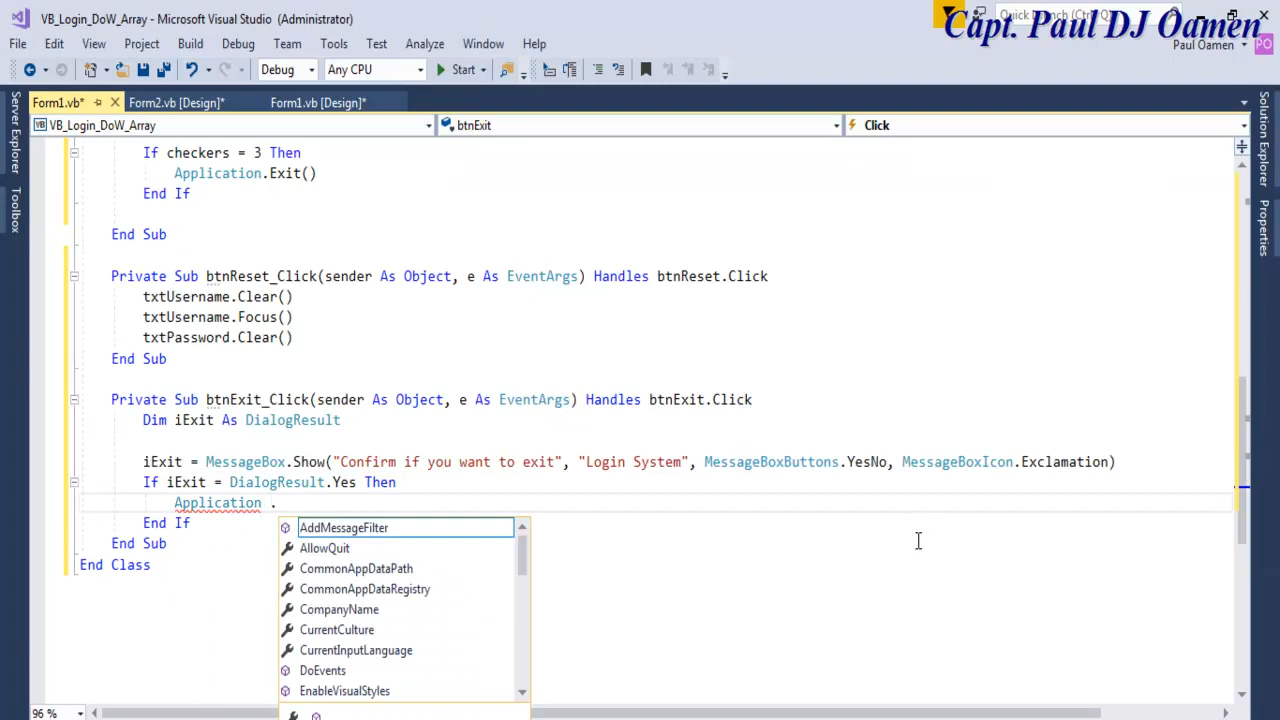 VB_Login_DoW_Array - Microsoft Visual Studio (Administrator)
Quick Launch (Ctrl+Q)
Capt. Paul DJ Oamen
File Edit View Project Build Debug Team Tools Test Analyze Window Help
Paul Oamen PO
Debug Any CPU Start
Form1.vb* Form2.vb [Design]* Form1.vb [Design]*
VB_Login_DoW_Array btnExit Click
Server Explorer
Toolbox
Solution Explorer
Properties
If checkers = 3 Then
Application.Exit()
End If
End Sub
Private Sub btnReset_Click(sender As Object, e As EventArgs) Handles btnReset.Click
txtUsername.Clear()
txtUsername.Focus()
txtPassword.Clear()
End Sub
Private Sub btnExit_Click(sender As Object, e As EventArgs) Handles btnExit.Click
Dim iExit As DialogResult
iExit = MessageBox.Show("Confirm if you want to exit", "Login System", MessageBoxButtons.YesNo, MessageBoxIcon.Exclamation)
If iExit = DialogResult.Yes Then
Application .
End If
End Sub
End Class
AddMessageFilter
AllowQuit
CommonAppDataPath
CommonAppDataRegistry
CompanyName
CurrentCulture
CurrentInputLanguage
DoEvents
EnableVisualStyles
96 %